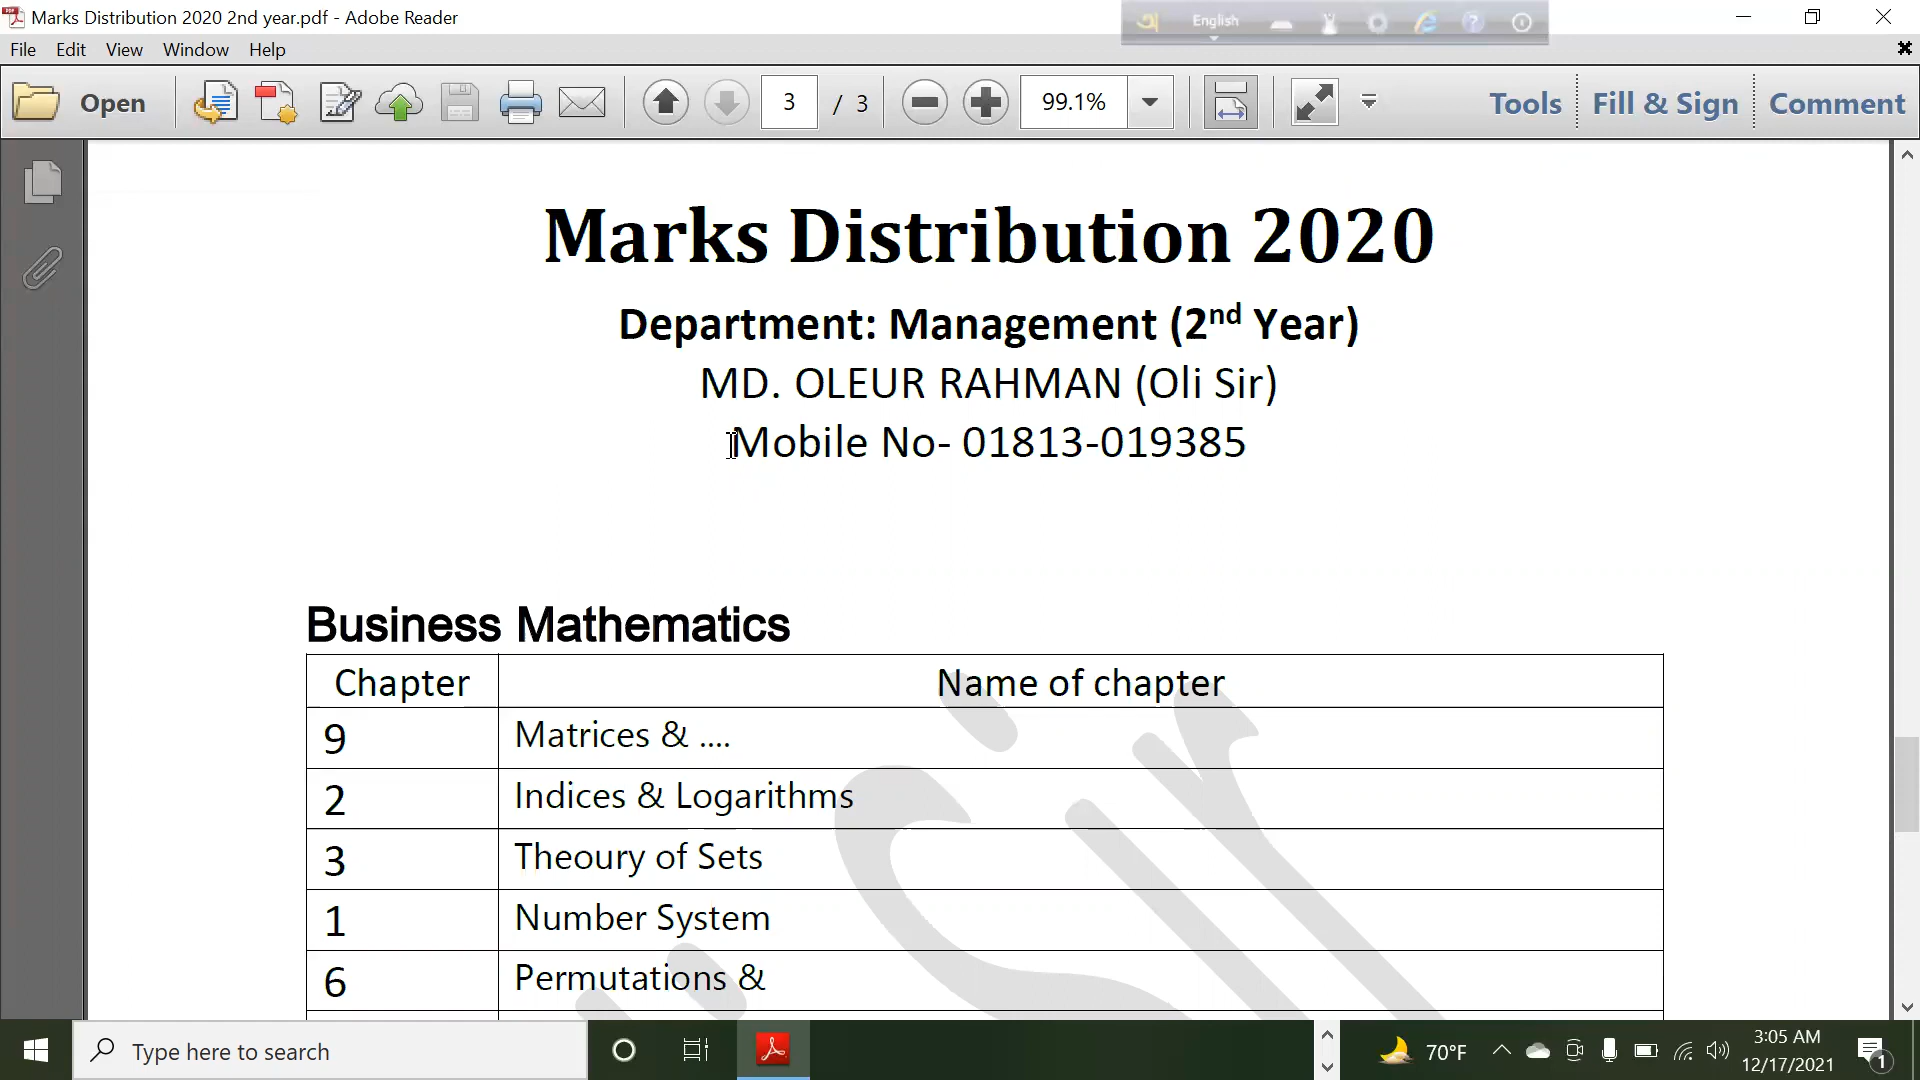 Marks Distribution 2020 2nd year.pdf - Adobe Reader
English
File Edit View Window Help
Open 3 / 3 99.1% Tools Fill & Sign Comment
Marks Distribution 2020
Department: Management (2nd Year)
MD. OLEUR RAHMAN (Oli Sir)
Mobile No- 01813-019385
Business Mathematics
Chapter Name of chapter
9 Matrices & ....
2 Indices & Logarithms
3 Theoury of Sets
1 Number System
6 Permutations &
Type here to search
70°F
3:05 AM
12/17/2021
1